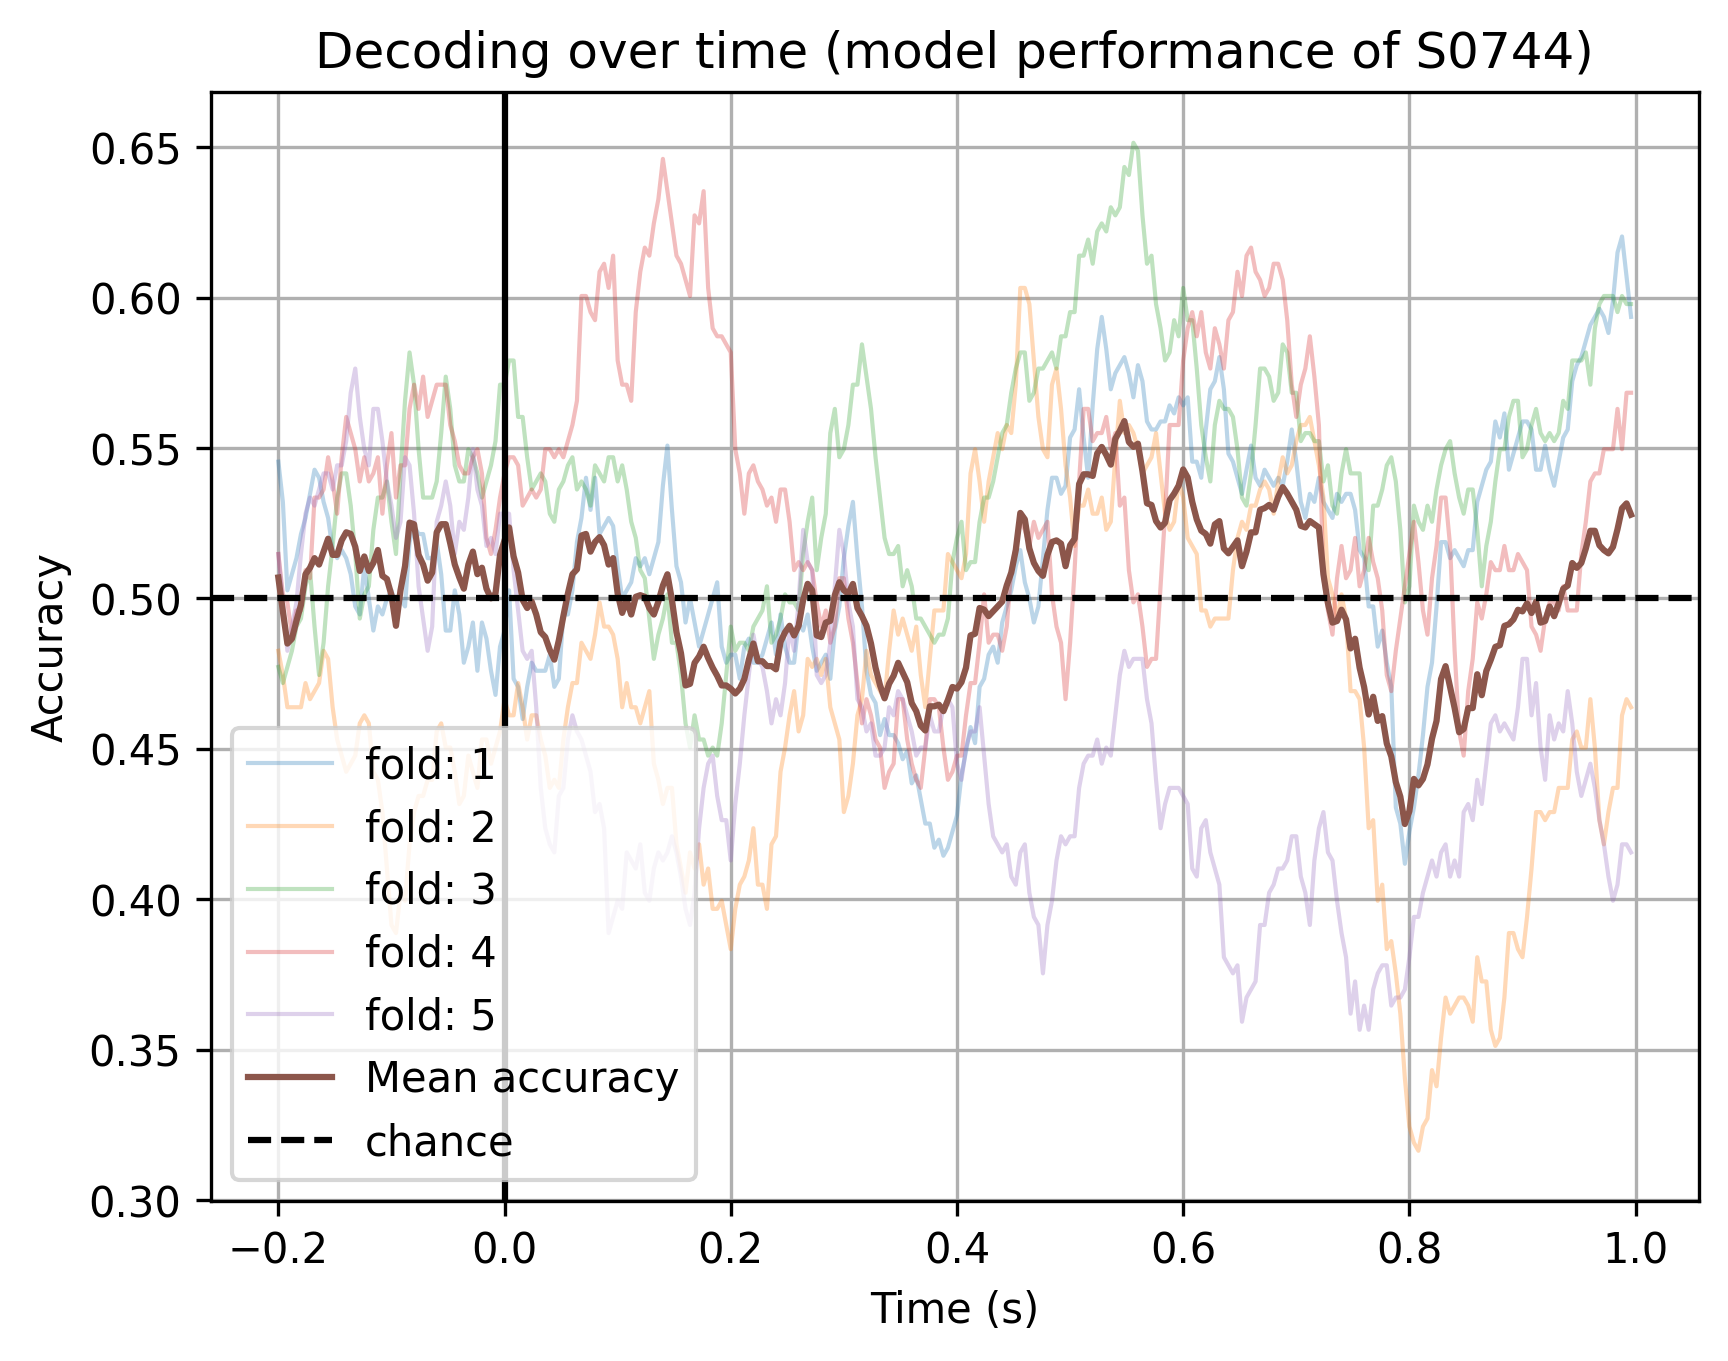 Decoding over time (model performance of S0744)
Accuracy
0.65
0.60
0.55
0.50
0.45
0.40
0.35
0.30
fold: 1
fold: 2
fold: 3
fold: 4
fold: 5
Mean accuracy
chance
−0.2 0.0 0.2 0.4 0.6 0.8 1.0
Time (s)